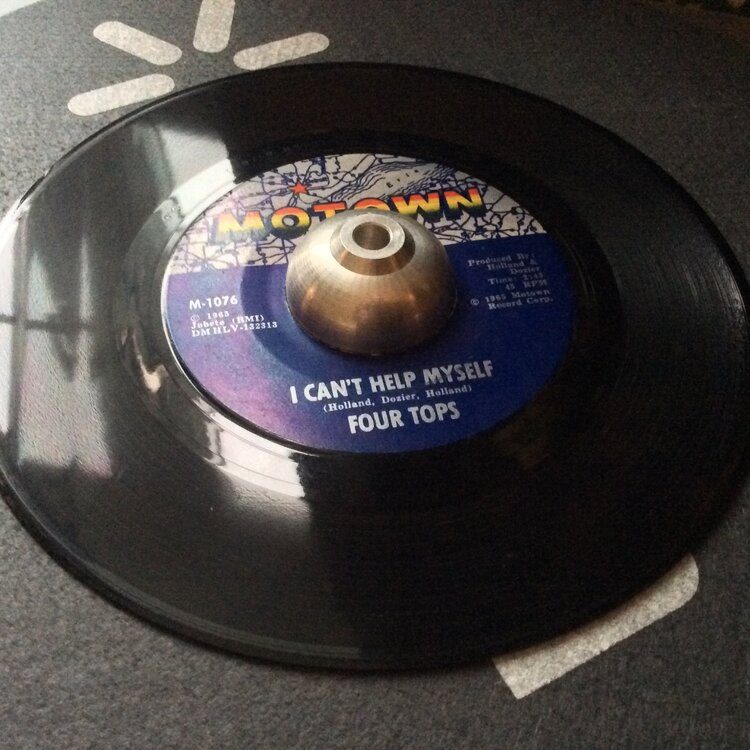 MOTOWN
Produced By
Holland &
Dozier
Time: 2:43
45 RPM
℗ 1965 Motown
Record Corp.
M-1076
© 1965
Jobete (BMI)
DM HLV-132313
I CAN'T HELP MYSELF
(Holland, Dozier, Holland)
FOUR TOPS